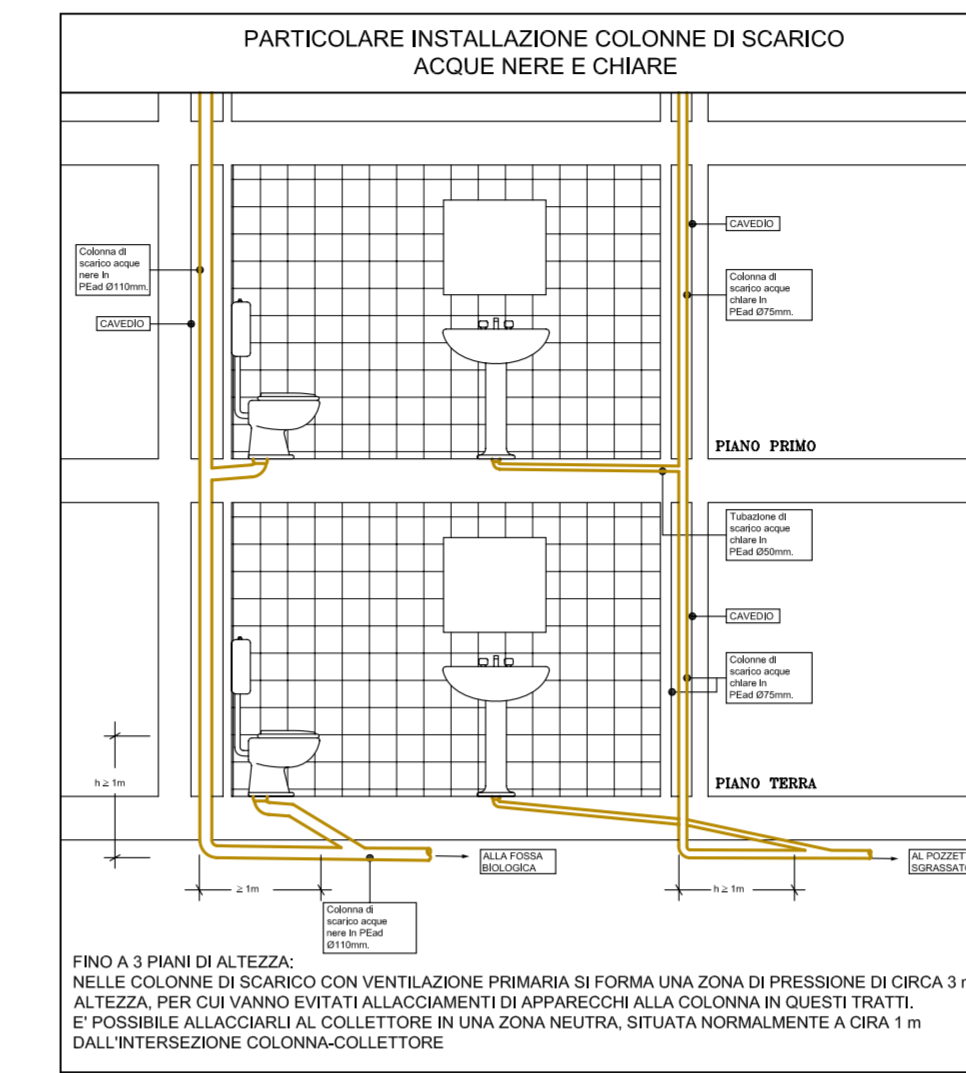 PARTICOLARE INSTALLAZIONE COLONNE DI SCARICO
ACQUE NERE E CHIARE
Colonna di
scarico acque
nere In
PEad Ø110mm.
CAVEDIO
CAVEDIO
Colonna di
scarico acque
chiare In
PEad Ø75mm.
PIANO PRIMO
Tubazione di
scarico acque
chiare In
PEad Ø50mm.
CAVEDIO
Colonne di
scarico acque
chiare In
PEad Ø75mm.
h ≥ 1m
PIANO TERRA
ALLA FOSSA
BIOLOGICA
AL POZZET
SGRASSAT
≥ 1m
h ≥ 1m
Colonna di
scarico acque
nere In PEad
Ø110mm.
FINO A 3 PIANI DI ALTEZZA:
NELLE COLONNE DI SCARICO CON VENTILAZIONE PRIMARIA SI FORMA UNA ZONA DI PRESSIONE DI CIRCA 3
ALTEZZA, PER CUI VANNO EVITATI ALLACCIAMENTI DI APPARECCHI ALLA COLONNA IN QUESTI TRATTI.
E' POSSIBILE ALLACCIARLI AL COLLETTORE IN UNA ZONA NEUTRA, SITUATA NORMALMENTE A CIRA 1 m
DALL'INTERSEZIONE COLONNA-COLLETTORE